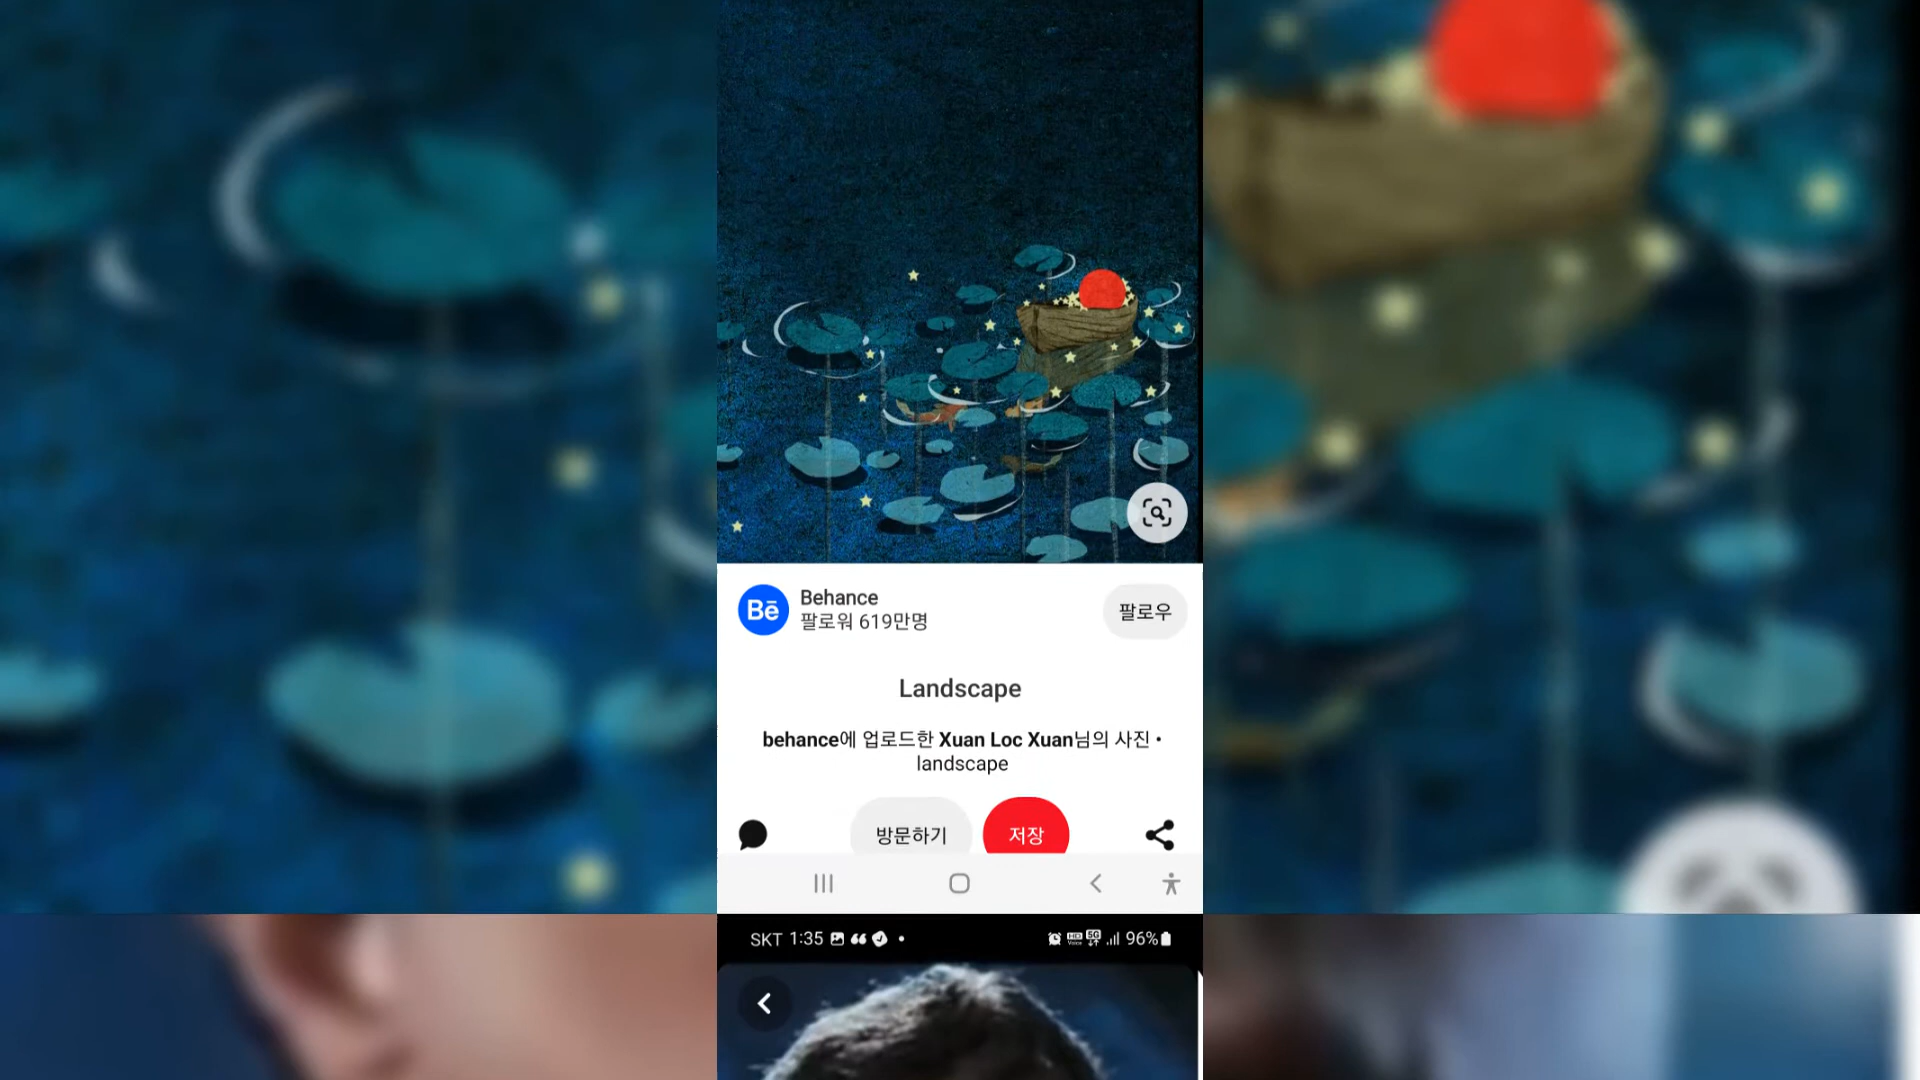 Bē
Behance
팔로워 619만명
팔로우
Landscape
behance에 업로드한 Xuan Loc Xuan님의 사진 •
landscape
방문하기
저장
SKT 1:35
96%